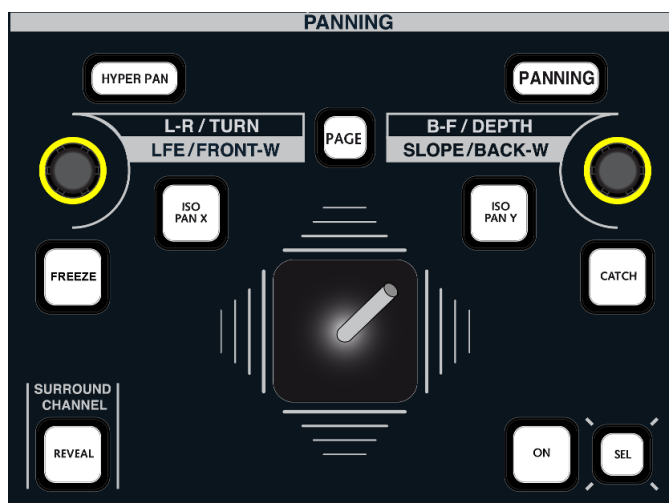 PANNING
HYPER PAN
PANNING
L-R / TURN
LFE/FRONT-W
PAGE
B-F / DEPTH
SLOPE/BACK-W
ISO
PAN X
ISO
PAN Y
FREEZE
CATCH
SURROUND
CHANNEL
REVEAL
ON
SEL